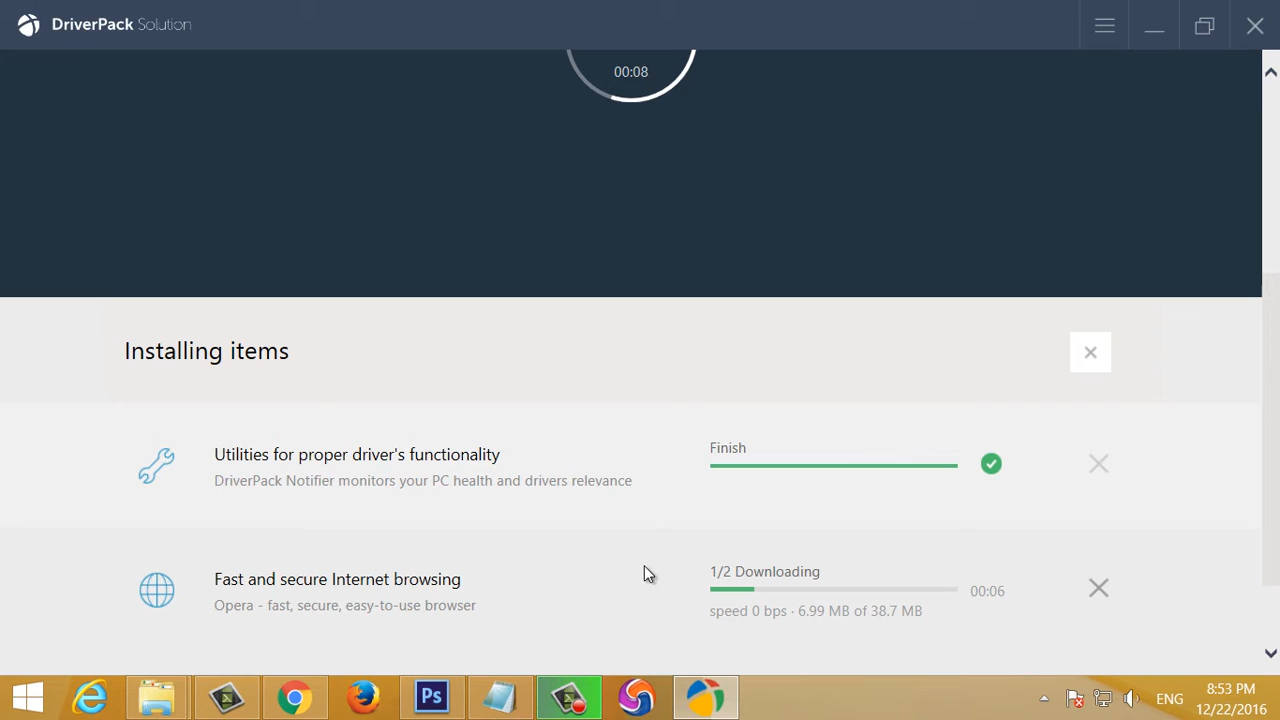 DriverPack Solution
00:08
Installing items
Utilities for proper driver's functionality
DriverPack Notifier monitors your PC health and drivers relevance
Finish
Fast and secure Internet browsing
Opera - fast, secure, easy-to-use browser
1/2 Downloading
00:06
speed 0 bps · 6.99 MB of 38.7 MB
Ps
ENG
8:53 PM
12/22/2016